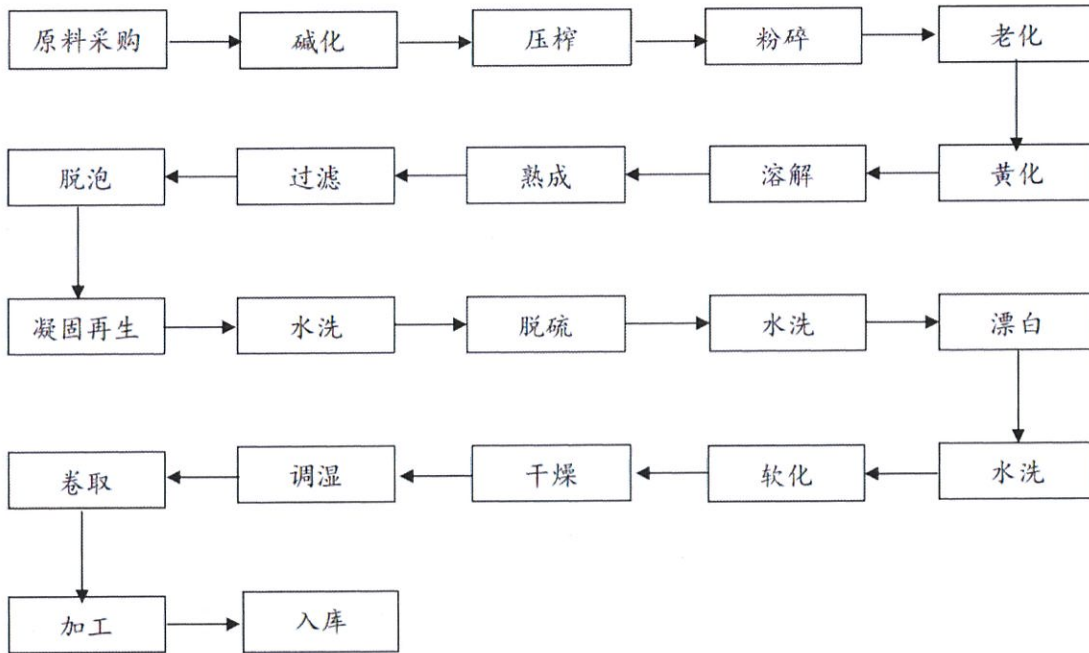 原料采购 碱化 压榨 粉碎 老化
脱泡 过滤 熟成 溶解 黄化
凝固再生 水洗 脱硫 水洗 漂白
卷取 调湿 干燥 软化 水洗
加工 入库